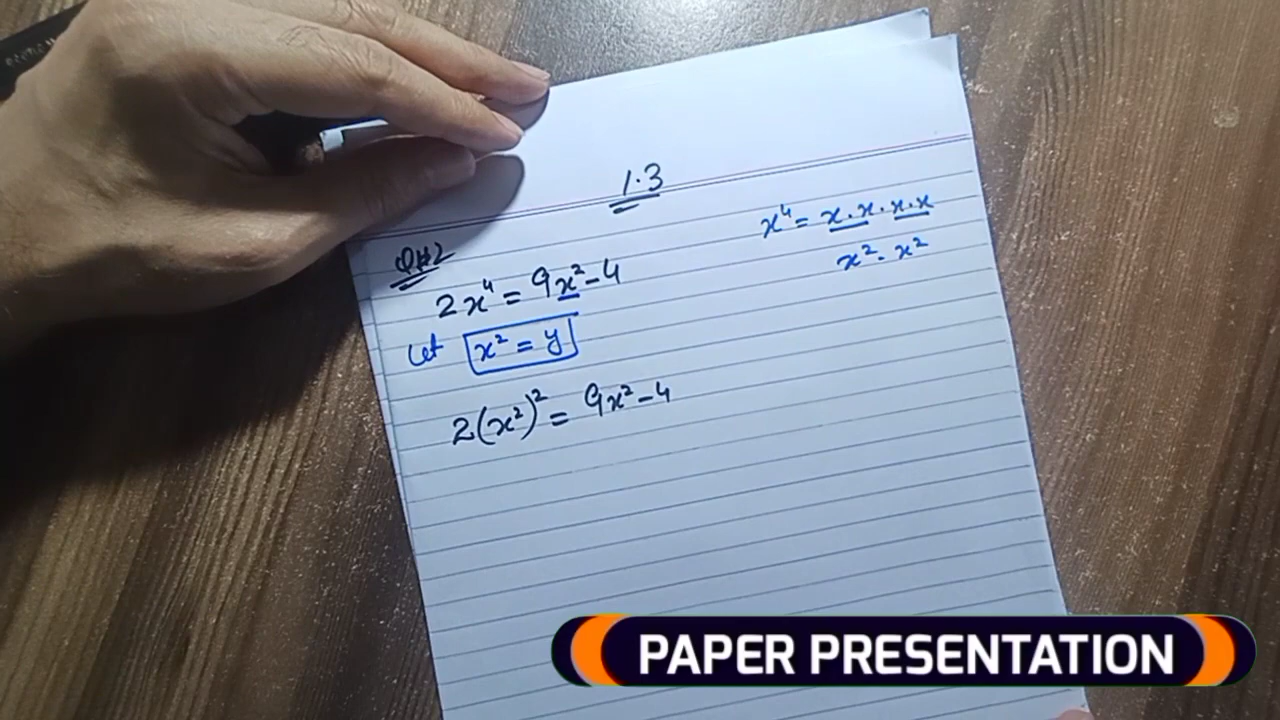 1.3
Q#2
2x⁴ = 9x²-4
Let x² = y
2(x²)² = 9x²-4
x⁴ = x.x.x.x
x². x²
PAPER PRESENTATION